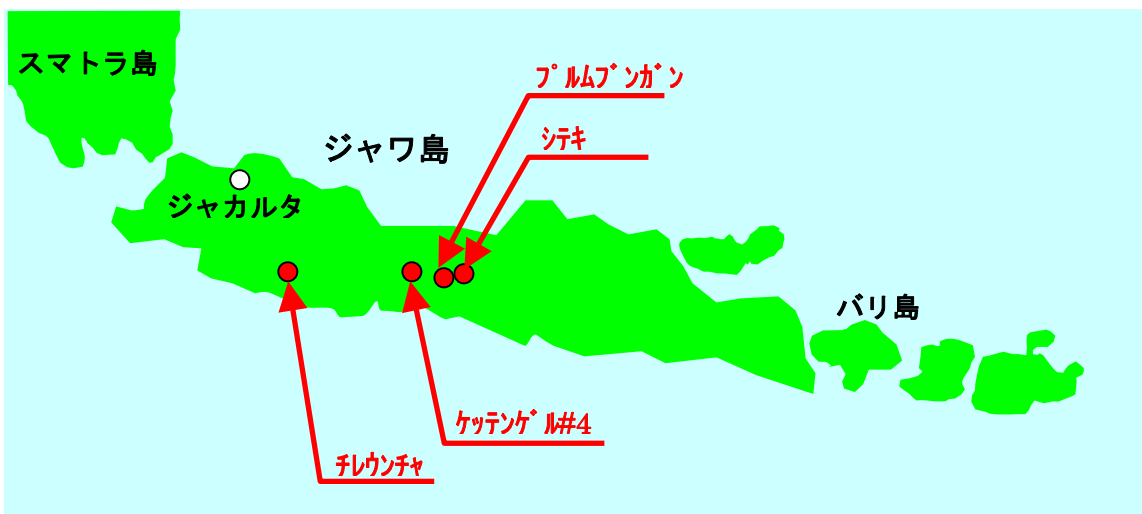 スマトラ島
ﾌﾟﾙﾑﾌﾞﾝｶﾞﾝ
ｼﾃｷ
ジャワ島
ジャカルタ
バリ島
ｹｯﾃﾝｹﾞﾙ#4
ﾁﾚｳﾝﾁｬ